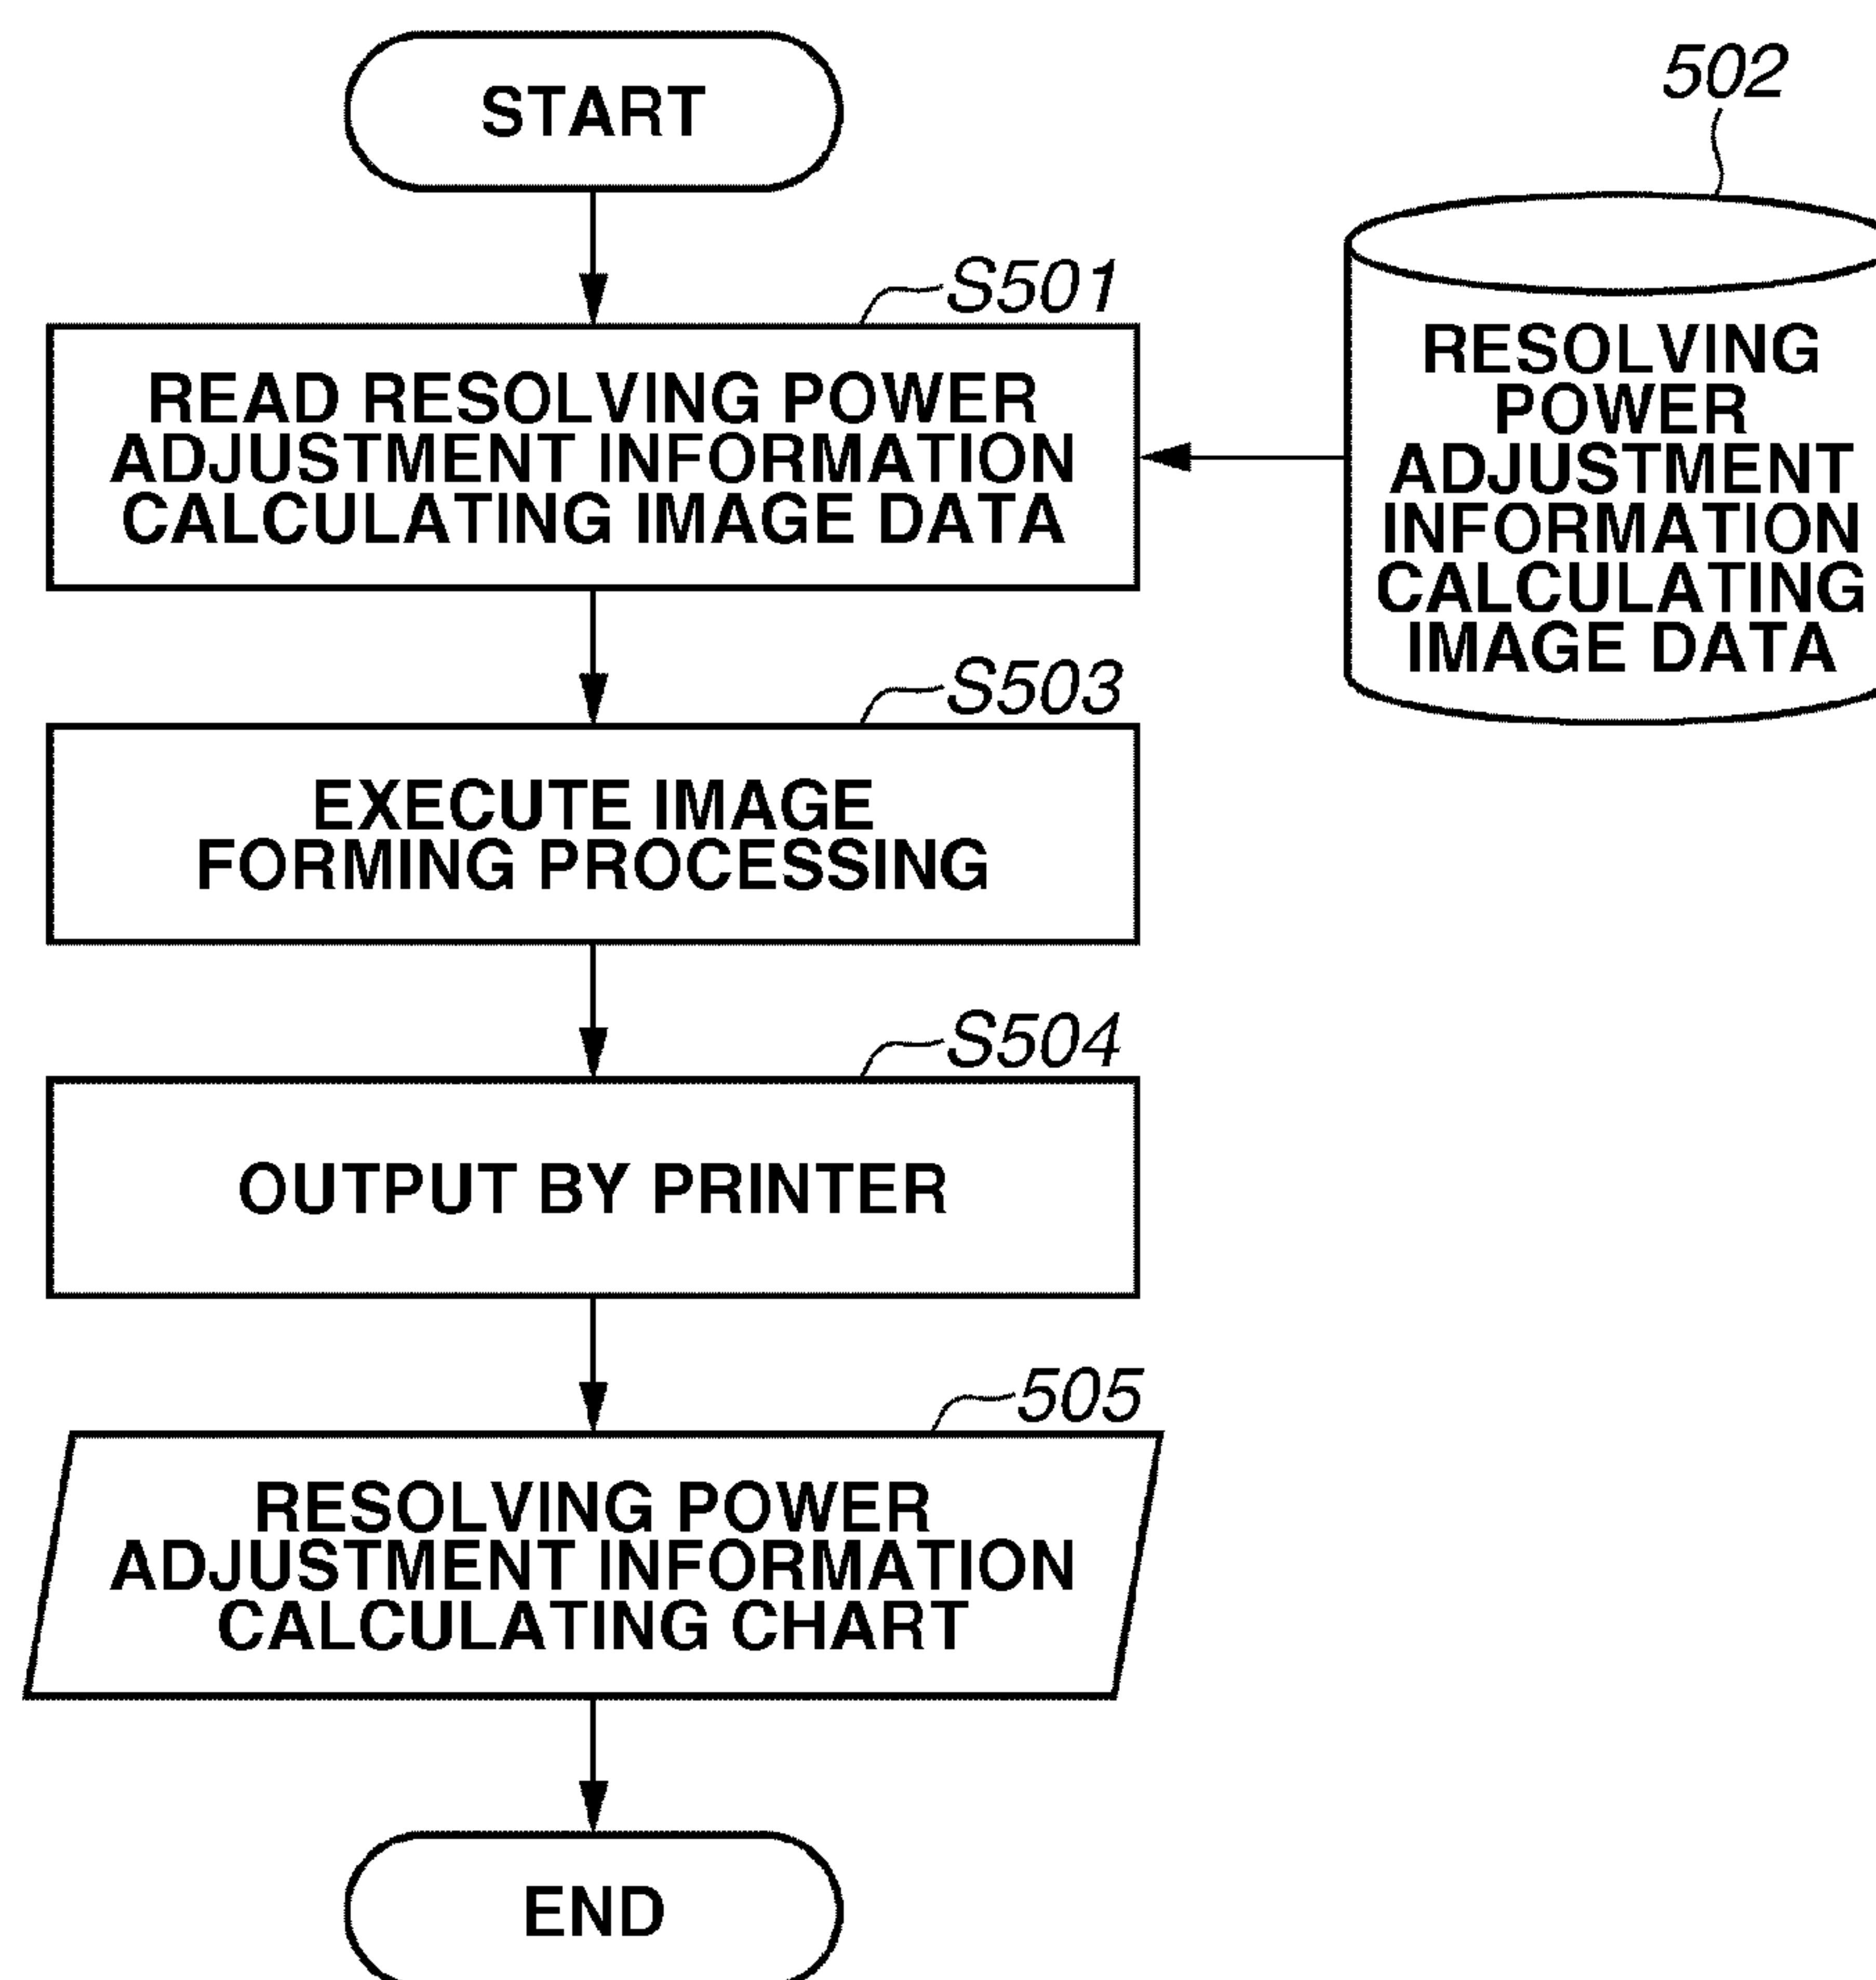 START
502
S501
READ RESOLVING POWER
ADJUSTMENT INFORMATION
CALCULATING IMAGE DATA
RESOLVING
POWER
ADJUSTMENT
INFORMATION
CALCULATING
IMAGE DATA
S503
EXECUTE IMAGE
FORMING PROCESSING
S504
OUTPUT BY PRINTER
505
RESOLVING POWER
ADJUSTMENT INFORMATION
CALCULATING CHART
END